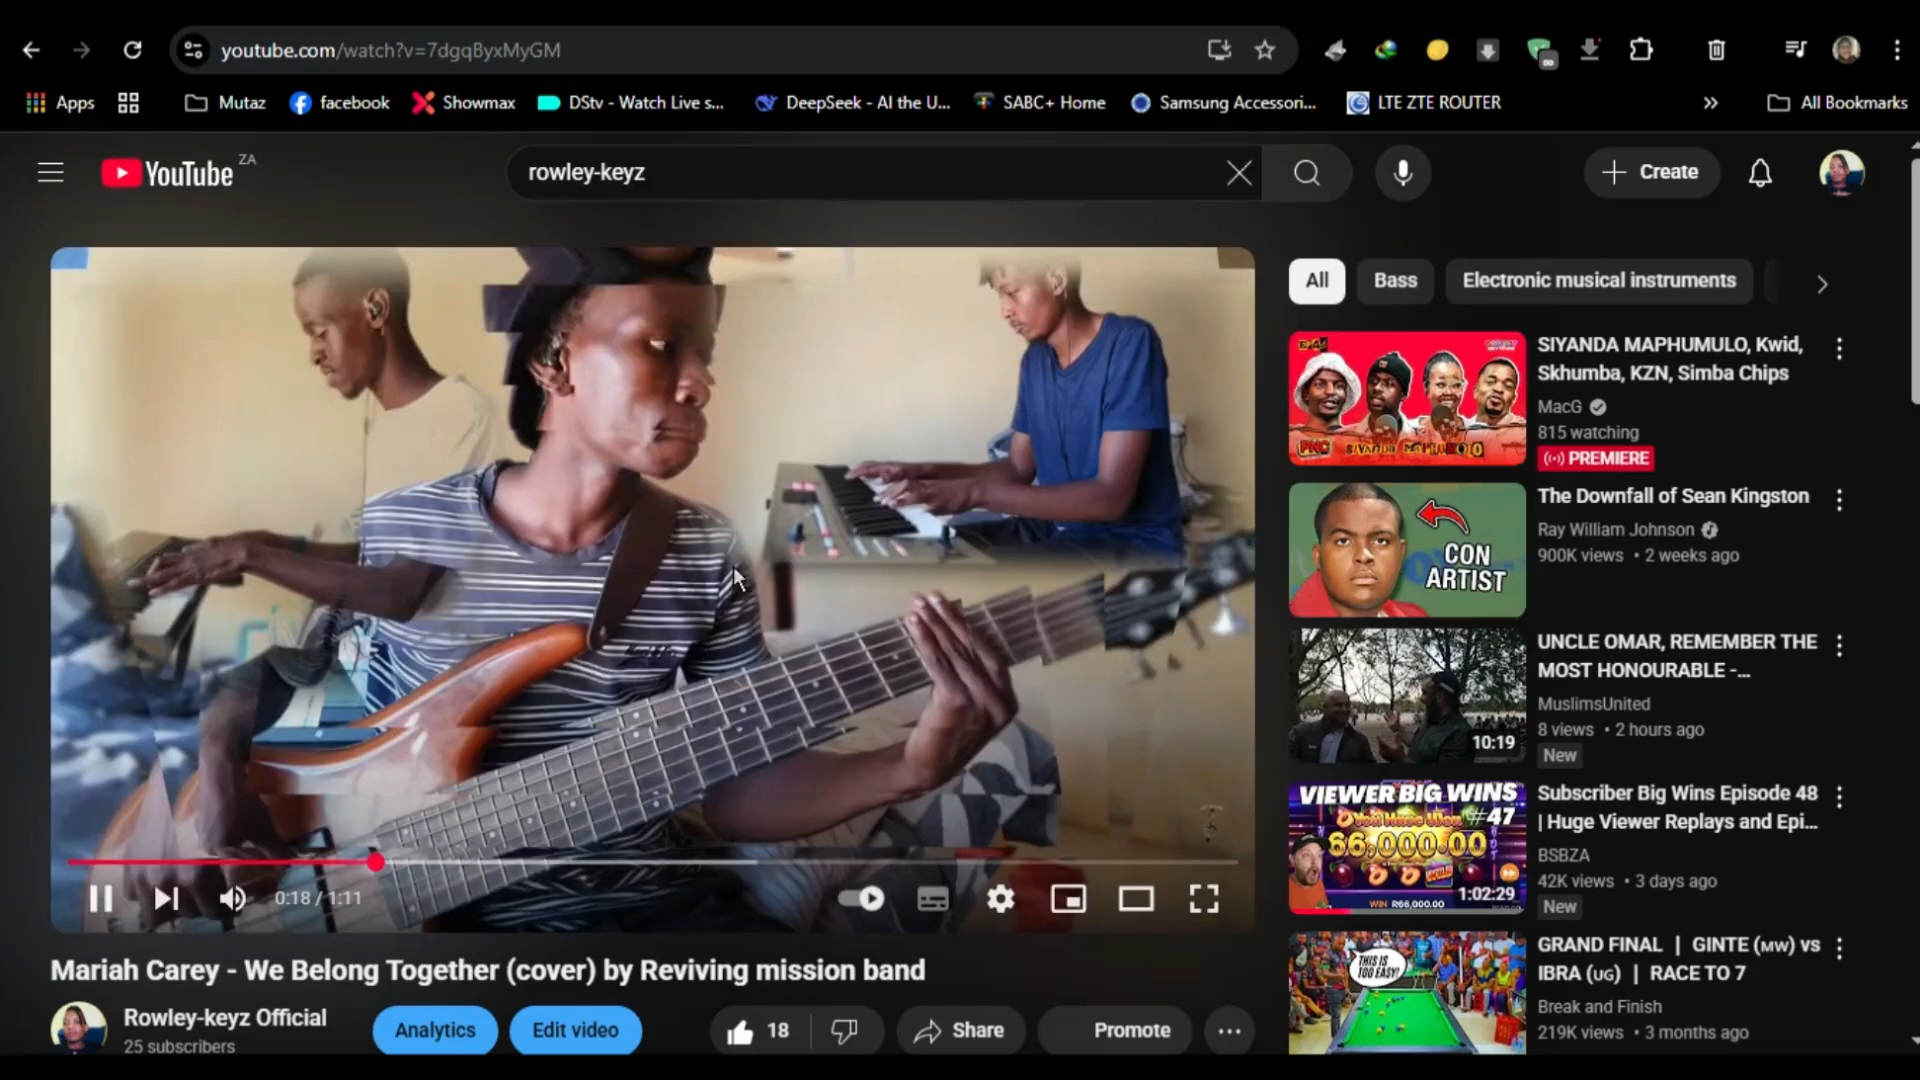 youtube.com/watch?v=7dgqByxMyGM
Apps
Mutaz
facebook
Showmax
DStv - Watch Live s...
DeepSeek - AI the U...
SABC+ Home
Samsung Accessori...
LTE ZTE ROUTER
All Bookmarks
YouTube ZA
rowley-keyz
Create
All
Bass
Electronic musical instruments
SIYANDA MAPHUMULO, Kwid,
Skhumba, KZN, Simba Chips
MacG
815 watching
PREMIERE
CON
ARTIST
The Downfall of Sean Kingston
Ray William Johnson
900K views • 2 weeks ago
10:19
UNCLE OMAR, REMEMBER THE
MOST HONOURABLE -...
MuslimsUnited
8 views • 2 hours ago
New
VIEWER BIG WINS
#47
66,000.00
WIN R66,000.00
1:02:29
Subscriber Big Wins Episode 48
| Huge Viewer Replays and Epi...
BSBZA
42K views • 3 days ago
New
THIS IS
TOO EASY!
GRAND FINAL | GINTE (MW) vs
IBRA (UG) | RACE TO 7
Break and Finish
219K views • 3 months ago
0:18 / 1:11
Mariah Carey - We Belong Together (cover) by Reviving mission band
Rowley-keyz Official
25 subscribers
Analytics
Edit video
18
Share
Promote